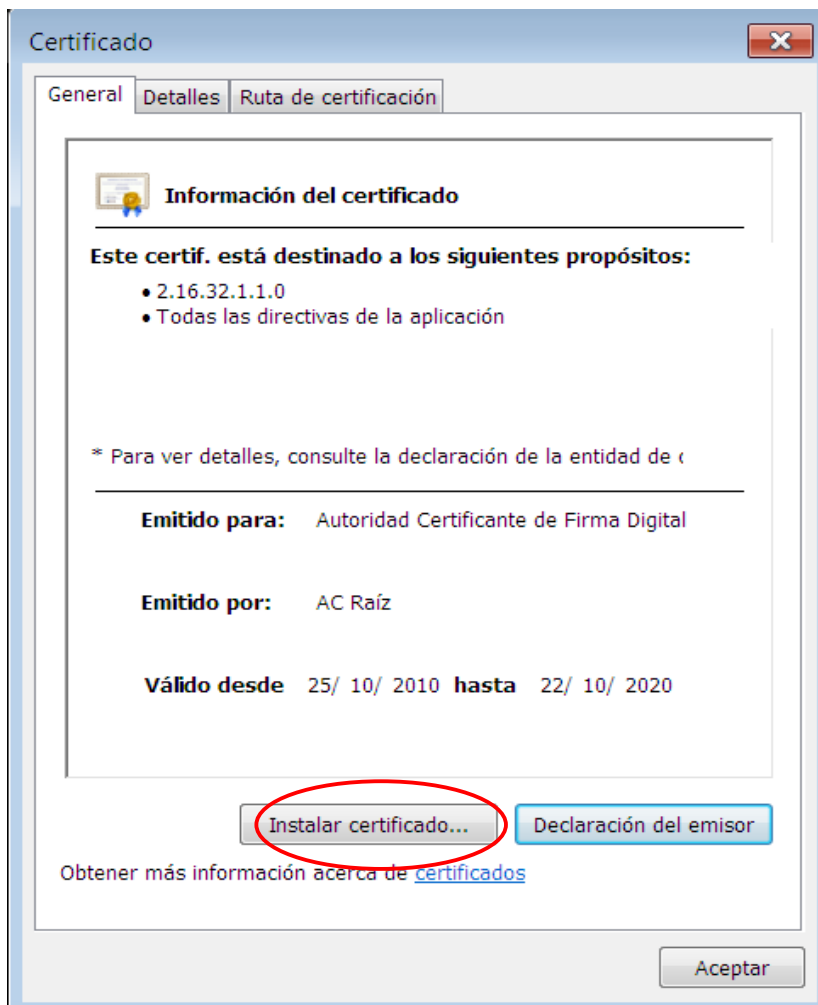 Certificado
General Detalles Ruta de certificación
Información del certificado
Este certif. está destinado a los siguientes propósitos:
• 2.16.32.1.1.0
• Todas las directivas de la aplicación
* Para ver detalles, consulte la declaración de la entidad de c
Emitido para: Autoridad Certificante de Firma Digital
Emitido por: AC Raíz
Válido desde 25/ 10/ 2010 hasta 22/ 10/ 2020
Instalar certificado... Declaración del emisor
Obtener más información acerca de certificados
Aceptar